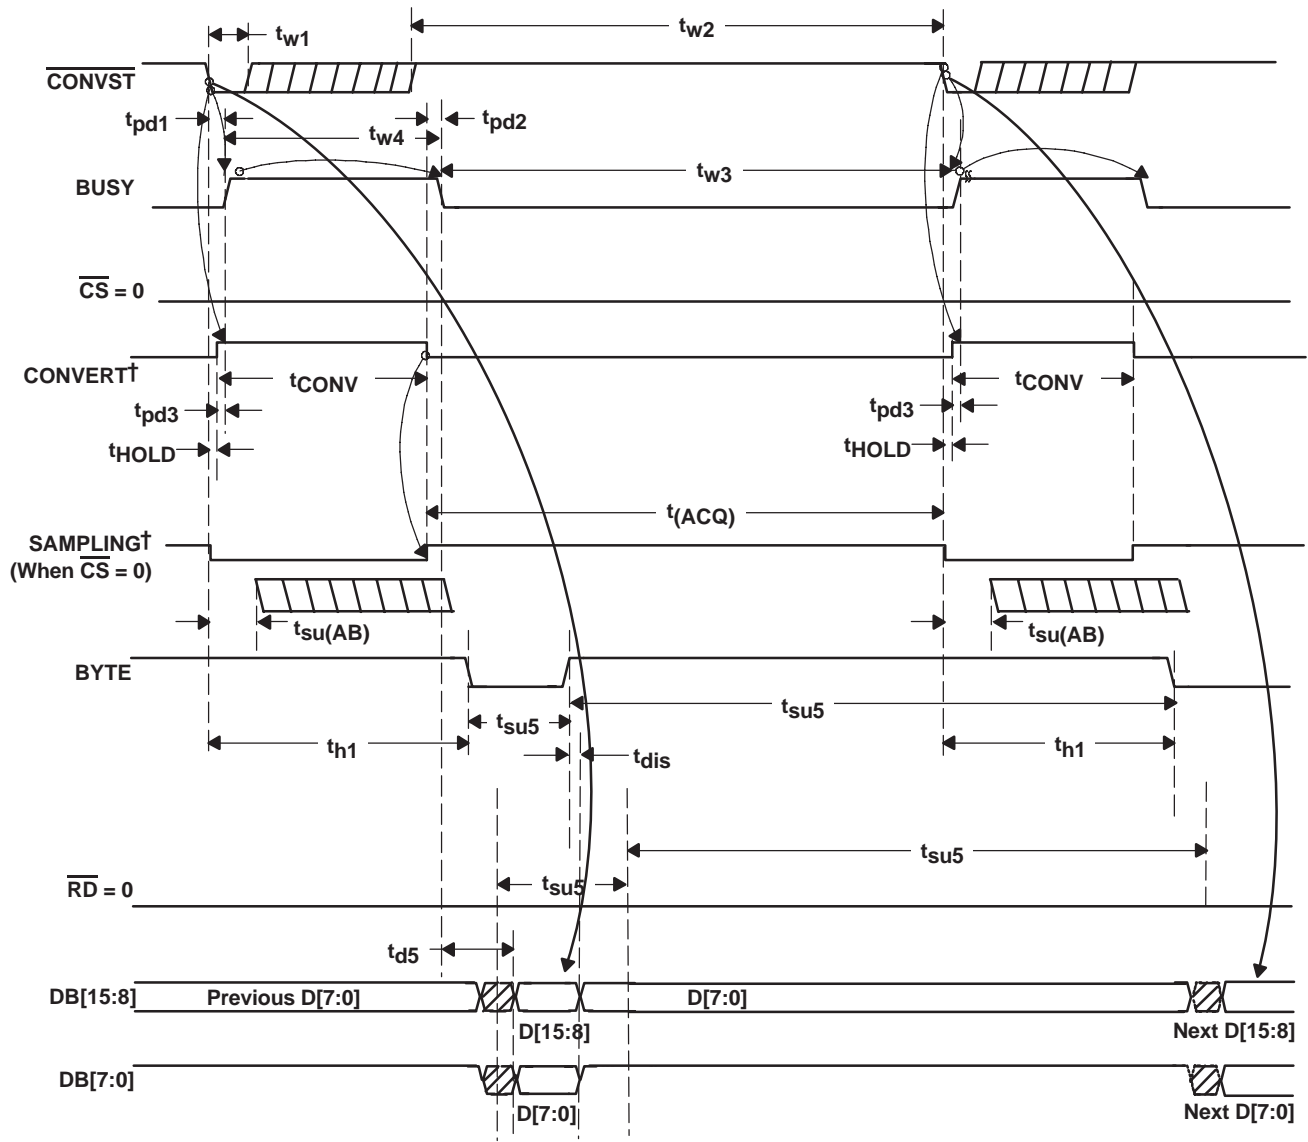 tw1
tw2
CONVST
tpd1
tw4
tpd2
BUSY
tw3
CS = 0
CONVERT†
tCONV
tCONV
tpd3
tpd3
tHOLD
tHOLD
t(ACQ)
SAMPLING†
(When CS = 0)
tsu(AB)
tsu(AB)
BYTE
tsu5
tsu5
th1
th1
tdis
tsu5
tsu5
RD = 0
td5
DB[15:8]
Previous D[7:0]
D[7:0]
D[15:8]
Next D[15:8]
DB[7:0]
D[7:0]
Next D[7:0]